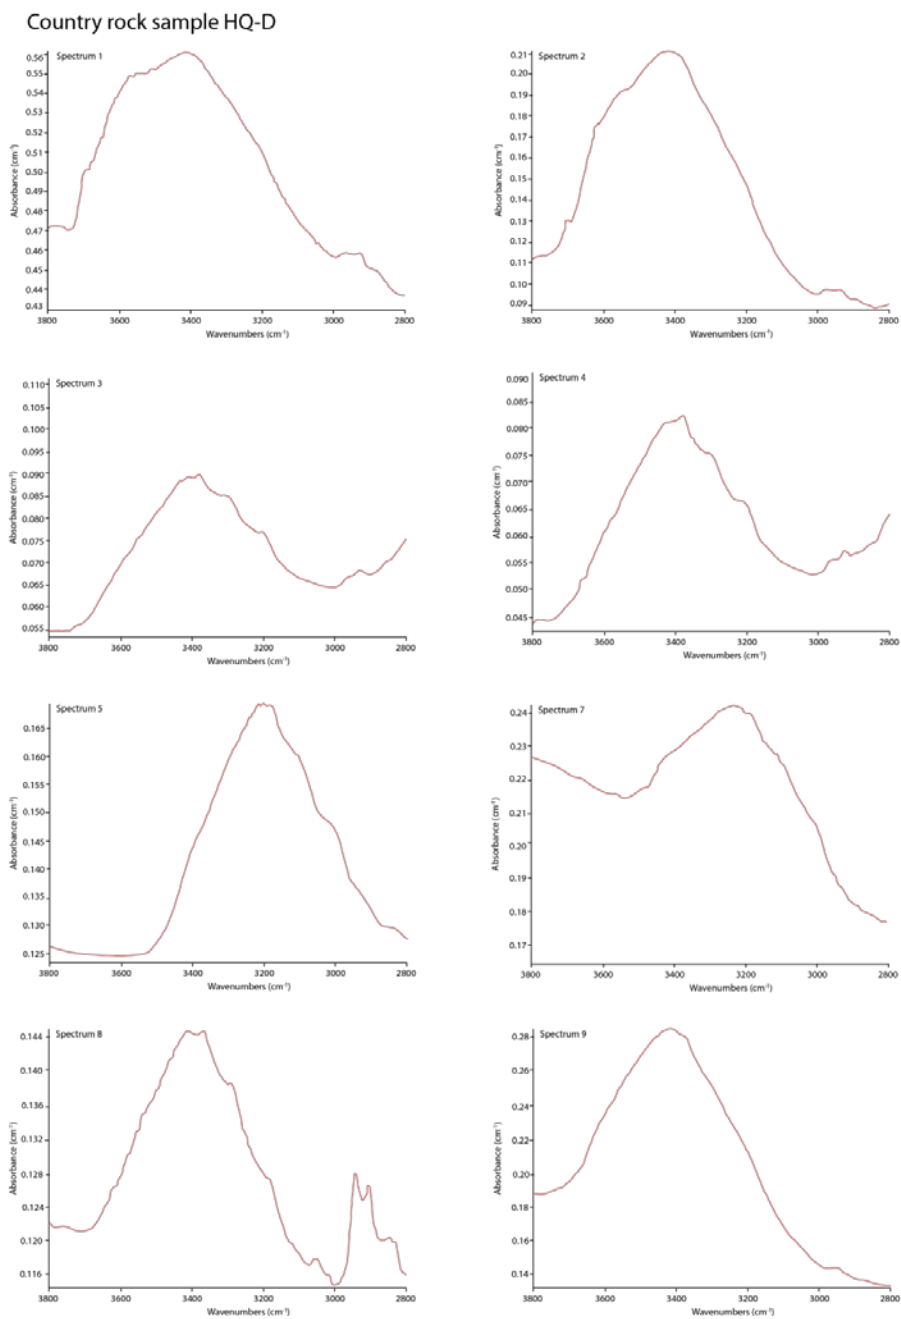 Country rock sample HQ-D
Spectrum 1
0.56
0.55
0.54
0.53
0.52
0.51
0.50
0.49
0.48
0.47
0.46
0.45
0.44
0.43
Absorbance (cm⁻¹)
3800 3600 3400 3200 3000 2800
Wavenumbers (cm⁻¹)
Spectrum 2
0.21
0.20
0.19
0.18
0.17
0.16
0.15
0.14
0.13
0.12
0.11
0.10
0.09
Absorbance (cm⁻¹)
3800 3600 3400 3200 3000 2800
Wavenumbers (cm⁻¹)
Spectrum 3
0.110
0.105
0.100
0.095
0.090
0.085
0.080
0.075
0.070
0.065
0.060
0.055
Absorbance (cm⁻¹)
3800 3600 3400 3200 3000 2800
Wavenumbers (cm⁻¹)
Spectrum 4
0.090
0.085
0.080
0.075
0.070
0.065
0.060
0.055
0.050
0.045
Absorbance (cm⁻¹)
3800 3600 3400 3200 3000 2800
Wavenumbers (cm⁻¹)
Spectrum 5
0.165
0.160
0.155
0.150
0.145
0.140
0.135
0.130
0.125
Absorbance (cm⁻¹)
3800 3600 3400 3200 3000 2800
Wavenumbers (cm⁻¹)
Spectrum 7
0.24
0.23
0.22
0.21
0.20
0.19
0.18
0.17
Absorbance (cm⁻¹)
3800 3600 3400 3200 3000 2800
Wavenumbers (cm⁻¹)
Spectrum 8
0.144
0.140
0.136
0.132
0.128
0.124
0.120
0.116
Absorbance (cm⁻¹)
3800 3600 3400 3200 3000 2800
Wavenumbers (cm⁻¹)
Spectrum 9
0.28
0.26
0.24
0.22
0.20
0.18
0.16
0.14
Absorbance (cm⁻¹)
3800 3600 3400 3200 3000 2800
Wavenumbers (cm⁻¹)